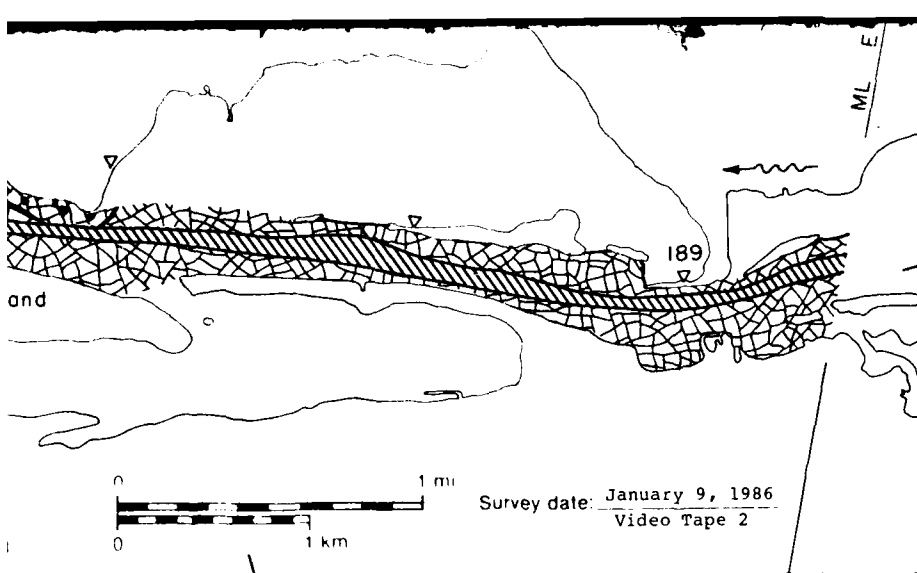 ML E
189
and
0 1 mi
Survey date: January 9, 1986
Video Tape 2
0 1 km